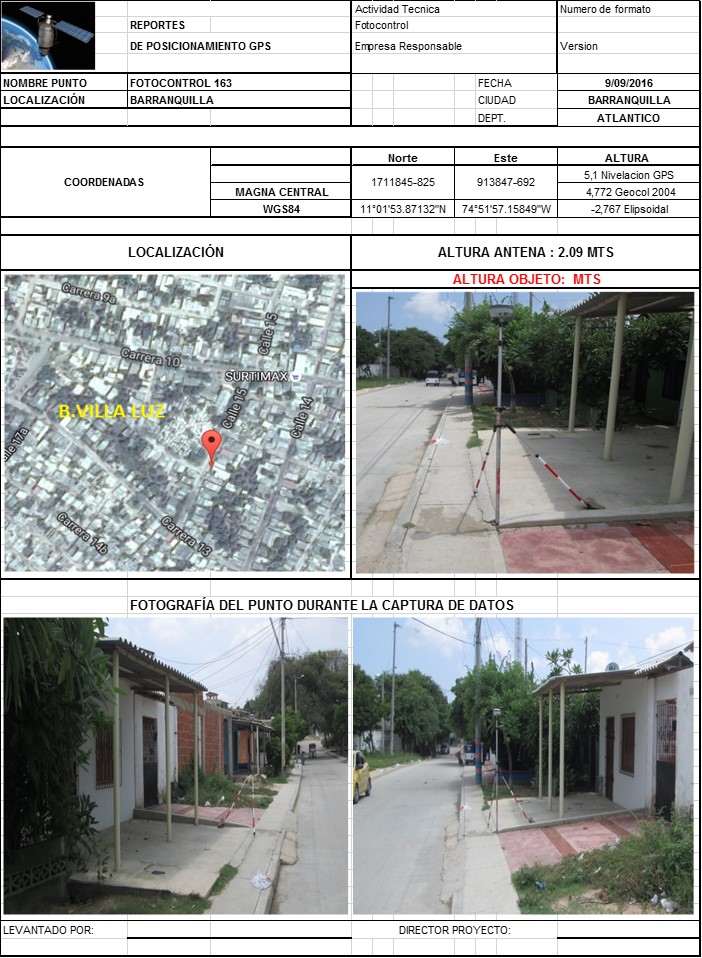 Actividad Tecnica
Numero de formato
REPORTES
Fotocontrol
DE POSICIONAMIENTO GPS
Empresa Responsable
Version
NOMBRE PUNTO
FOTOCONTROL 163
FECHA
9/09/2016
LOCALIZACIÓN
BARRANQUILLA
CIUDAD
BARRANQUILLA
DEPT.
ATLANTICO
COORDENADAS
Norte
Este
ALTURA
1711845-825
913847-692
5,1 Nivelacion GPS
MAGNA CENTRAL
4,772 Geocol 2004
WGS84
11°01'53.87132"N
74°51'57.15849"W
-2,767 Elipsoidal
LOCALIZACIÓN
ALTURA ANTENA : 2.09 MTS
ALTURA OBJETO: MTS
Carrera 9a
Calle 15
Carrera 10
SURTIMAX
B.VILLA LUZ
Calle 15
Calle 14
lle 17a
Carrera 14b
Carrera 13
FOTOGRAFÍA DEL PUNTO DURANTE LA CAPTURA DE DATOS
LEVANTADO POR:
DIRECTOR PROYECTO: